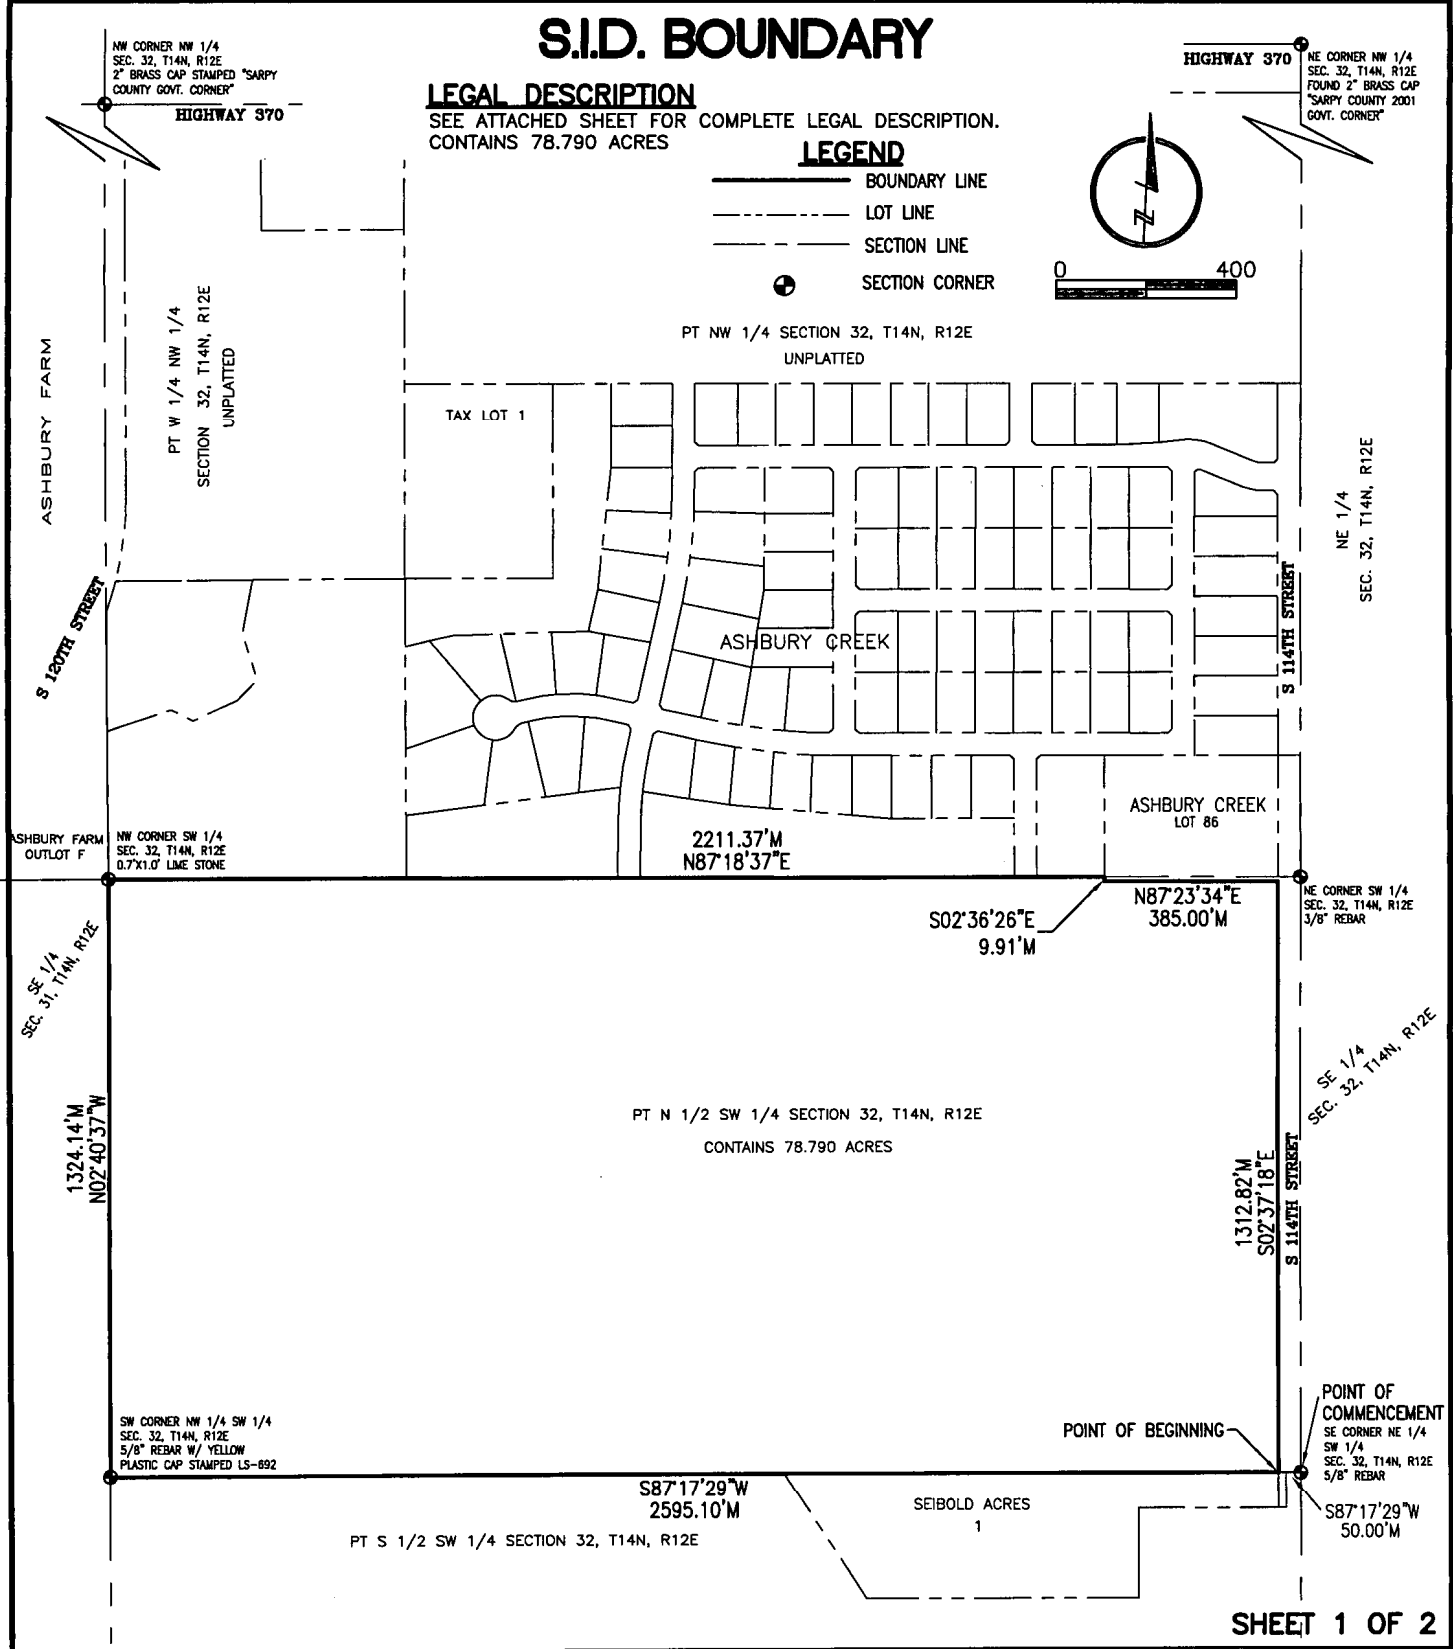 S.I.D. BOUNDARY
NW CORNER NW 1/4
SEC. 32, T14N, R12E
2" BRASS CAP STAMPED "SARPY
COUNTY GOVT. CORNER"
HIGHWAY 370
LEGAL DESCRIPTION
SEE ATTACHED SHEET FOR COMPLETE LEGAL DESCRIPTION.
CONTAINS 78.790 ACRES
HIGHWAY 370
NE CORNER NW 1/4
SEC. 32, T14N, R12E
FOUND 2" BRASS CAP
"SARPY COUNTY 2001
GOVT. CORNER"
LEGEND
BOUNDARY LINE
LOT LINE
SECTION LINE
SECTION CORNER
N
0 400
ASHBURY FARM
PT W 1/4 NW 1/4
SECTION 32, T14N, R12E
UNPLATTED
PT NW 1/4 SECTION 32, T14N, R12E
UNPLATTED
TAX LOT 1
NE 1/4
SEC. 32, T14N, R12E
S 120TH STREET
ASHBURY CREEK
S 114TH STREET
ASHBURY CREEK
LOT 86
ASHBURY FARM
OUTLOT F
NW CORNER SW 1/4
SEC. 32, T14N, R12E
0.7'X1.0' LIME STONE
2211.37'M
N87°18'37"E
S02°36'26"E
9.91'M
N87°23'34"E
385.00'M
NE CORNER SW 1/4
SEC. 32, T14N, R12E
3/8" REBAR
SE 1/4
SEC. 31, T14N, R12E
SE 1/4
SEC. 32, T14N, R12E
1324.14'M
N02°40'37"W
PT N 1/2 SW 1/4 SECTION 32, T14N, R12E
CONTAINS 78.790 ACRES
1312.82'M
S02°37'18"E
S 114TH STREET
SW CORNER NW 1/4 SW 1/4
SEC. 32, T14N, R12E
5/8" REBAR W/ YELLOW
PLASTIC CAP STAMPED LS-692
POINT OF BEGINNING
POINT OF
COMMENCEMENT
SE CORNER NE 1/4
SW 1/4
SEC. 32, T14N, R12E
5/8" REBAR
S87°17'29"W
2595.10'M
SEIBOLD ACRES
1
S87°17'29"W
50.00'M
PT S 1/2 SW 1/4 SECTION 32, T14N, R12E
SHEET 1 OF 2